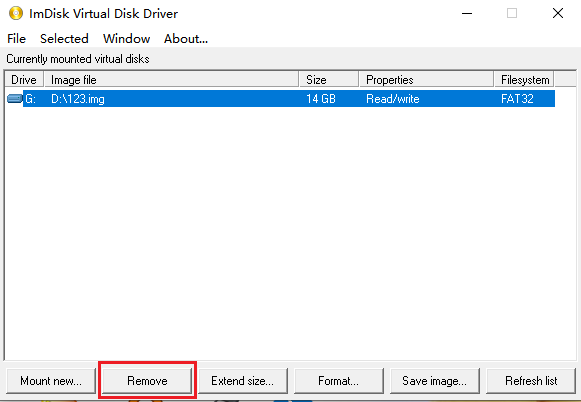 ImDisk Virtual Disk Driver
File Selected Window About...
Currently mounted virtual disks
Drive Image file Size Properties Filesystem
G: D:\123.img 14 GB Read/write FAT32
Mount new... Remove Extend size... Format... Save image... Refresh list